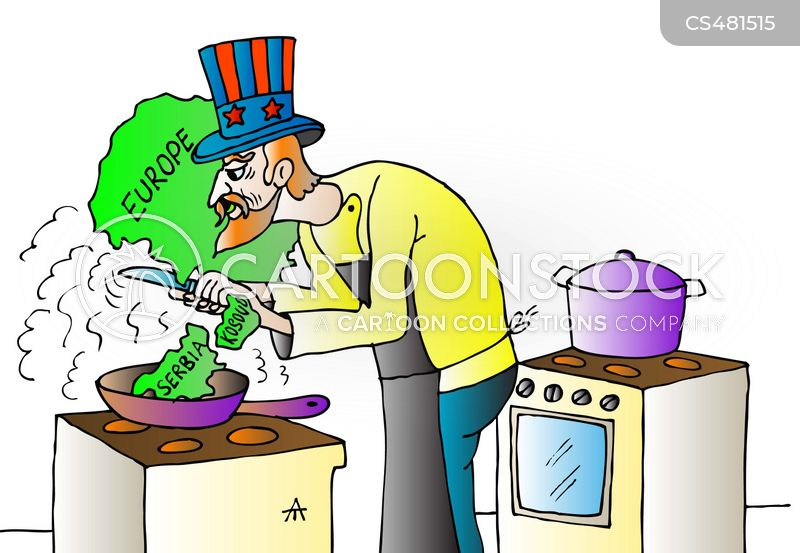 CS481515
EUROPE
CARTOONSTOCK
A CARTOON COLLECTIONS COMPANY
KOSOVO
SERBIA